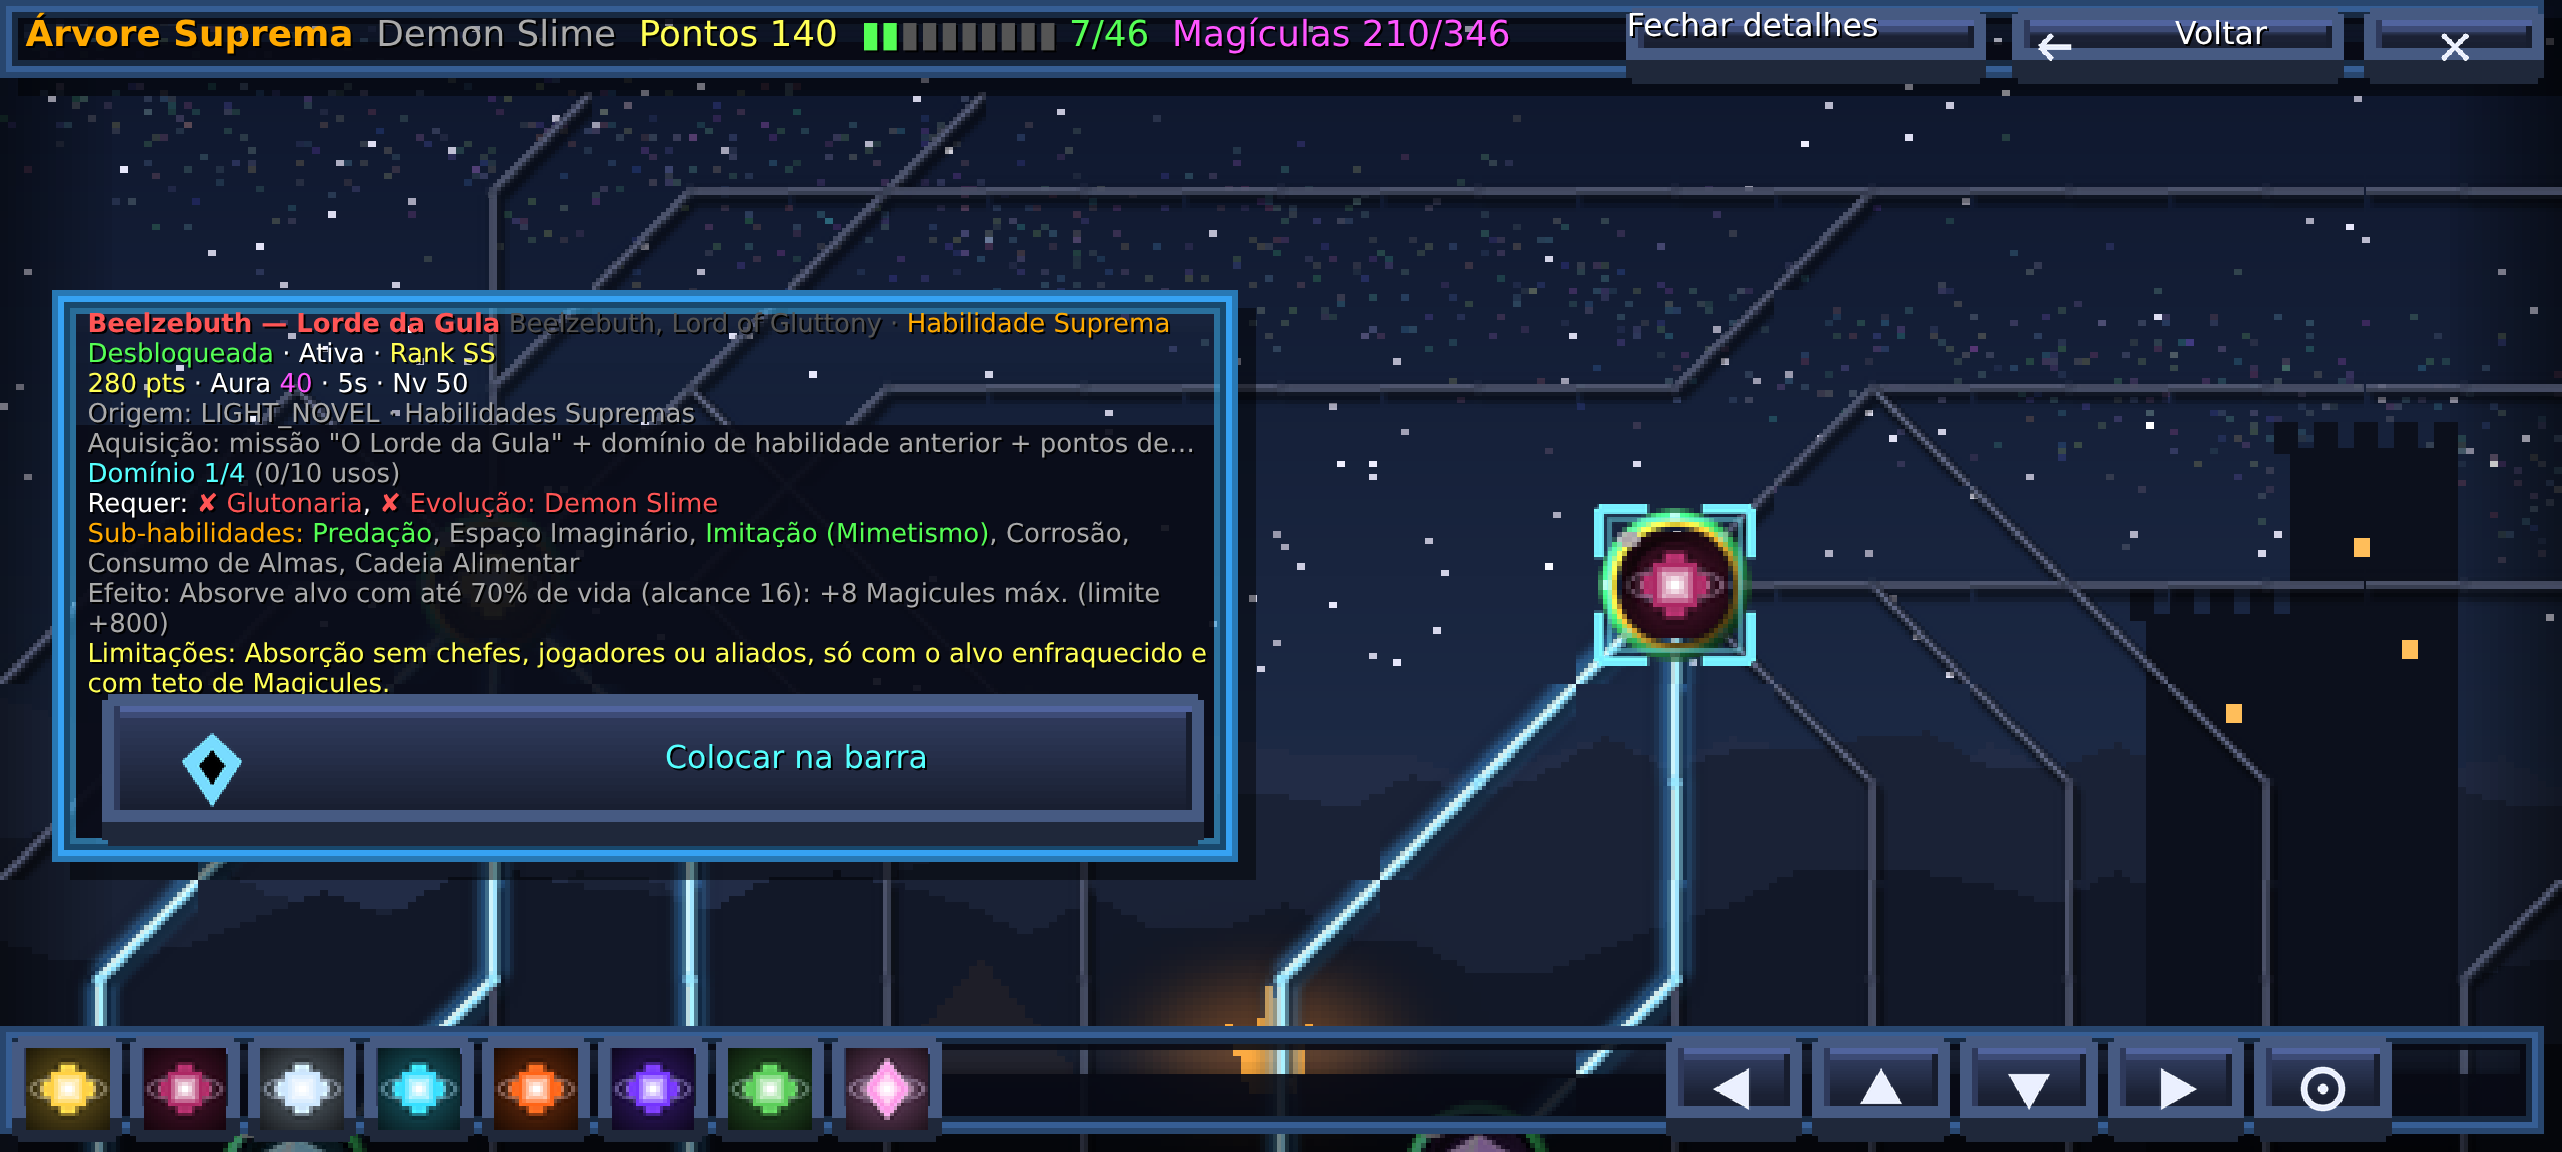 Árvore Suprema Demon Slime Pontos 140 7/46 Magículas 210/346 Fechar detalhes Voltar
Beelzebuth — Lorde da Gula Beelzebuth, Lord of Gluttony · Habilidade Suprema
Desbloqueada · Ativa · Rank SS
280 pts · Aura 40 · 5s · Nv 50
Origem: LIGHT_NOVEL · Habilidades Supremas
Aquisição: missão "O Lorde da Gula" + domínio de habilidade anterior + pontos de...
Domínio 1/4 (0/10 usos)
Requer: ✘ Glutonaria, ✘ Evolução: Demon Slime
Sub-habilidades: Predação, Espaço Imaginário, Imitação (Mimetismo), Corrosão,
Consumo de Almas, Cadeia Alimentar
Efeito: Absorve alvo com até 70% de vida (alcance 16): +8 Magicules máx. (limite
+800)
Limitações: Absorção sem chefes, jogadores ou aliados, só com o alvo enfraquecido e
com teto de Magicules.
Colocar na barra